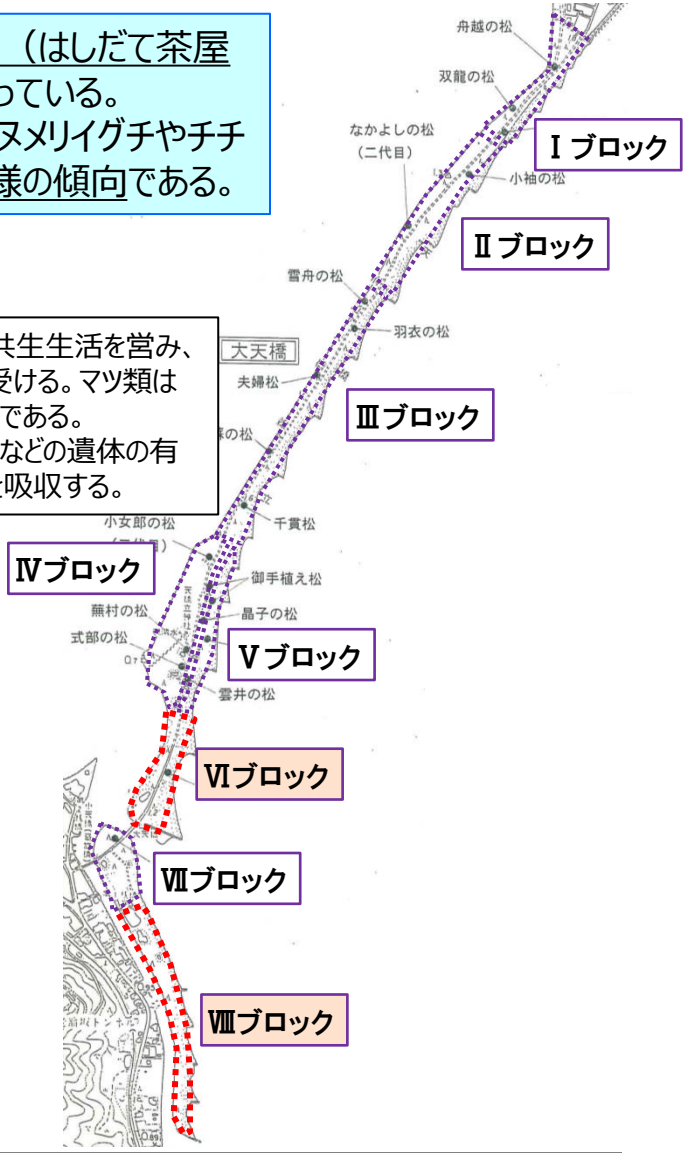 （はしだて茶屋
っている。
ヌメリイグチやチチ
様の傾向である。
舟越の松
双龍の松
なかよしの松
（二代目）
Ⅰブロック
小袖の松
Ⅱブロック
雪舟の松
羽衣の松
共生生活を営み、
受ける。マツ類は
である。
などの遺体の有
を吸収する。
大天橋
夫婦松
Ⅲブロック
の松
千貫松
小女郎の松
Ⅳブロック
御手植え松
晶子の松
蕪村の松
式部の松
Ⅴブロック
雲井の松
Ⅵブロック
Ⅶブロック
Ⅷブロック